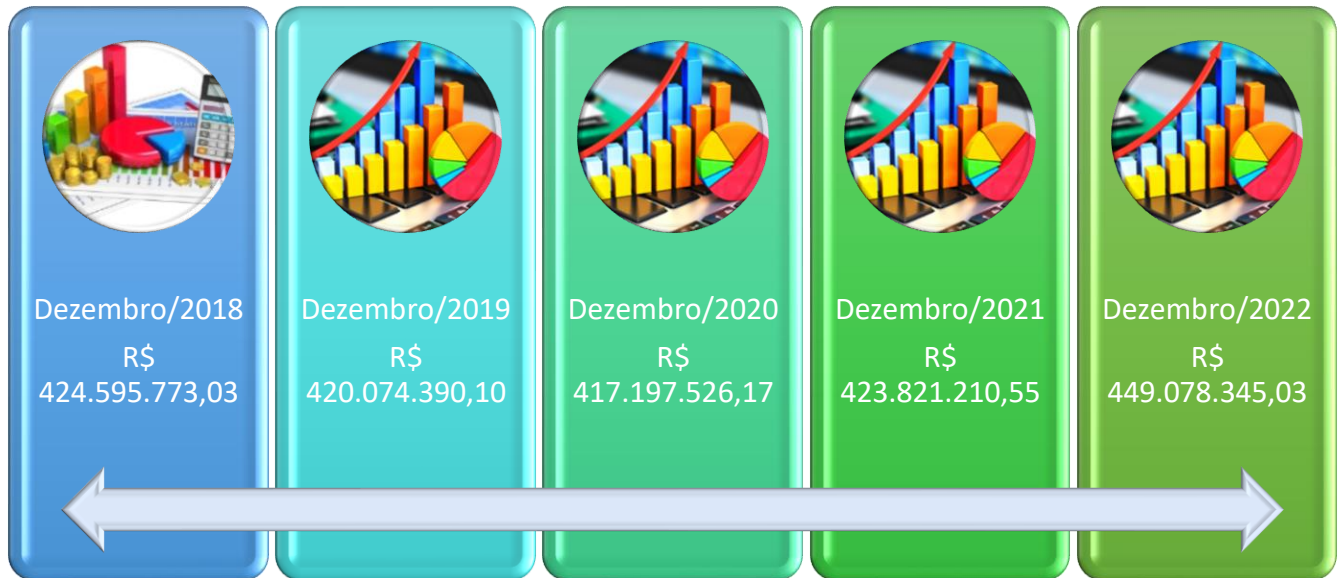 Dezembro/2018
R$
424.595.773,03
Dezembro/2019
R$
420.074.390,10
Dezembro/2020
R$
417.197.526,17
Dezembro/2021
R$
423.821.210,55
Dezembro/2022
R$
449.078.345,03